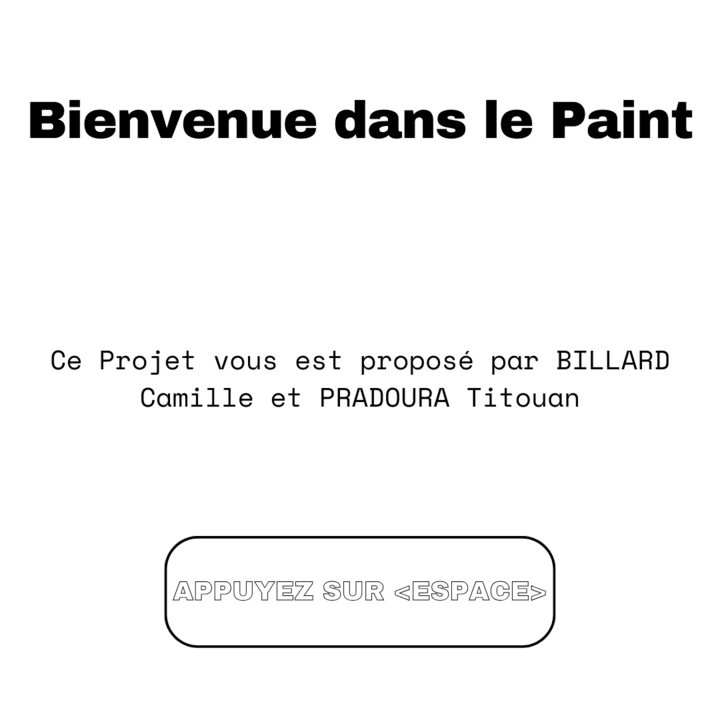 Bienvenue dans le Paint
Ce Projet vous est proposé par BILLARD
Camille et PRADOURA Titouan
APPUYEZ SUR <ESPACE>